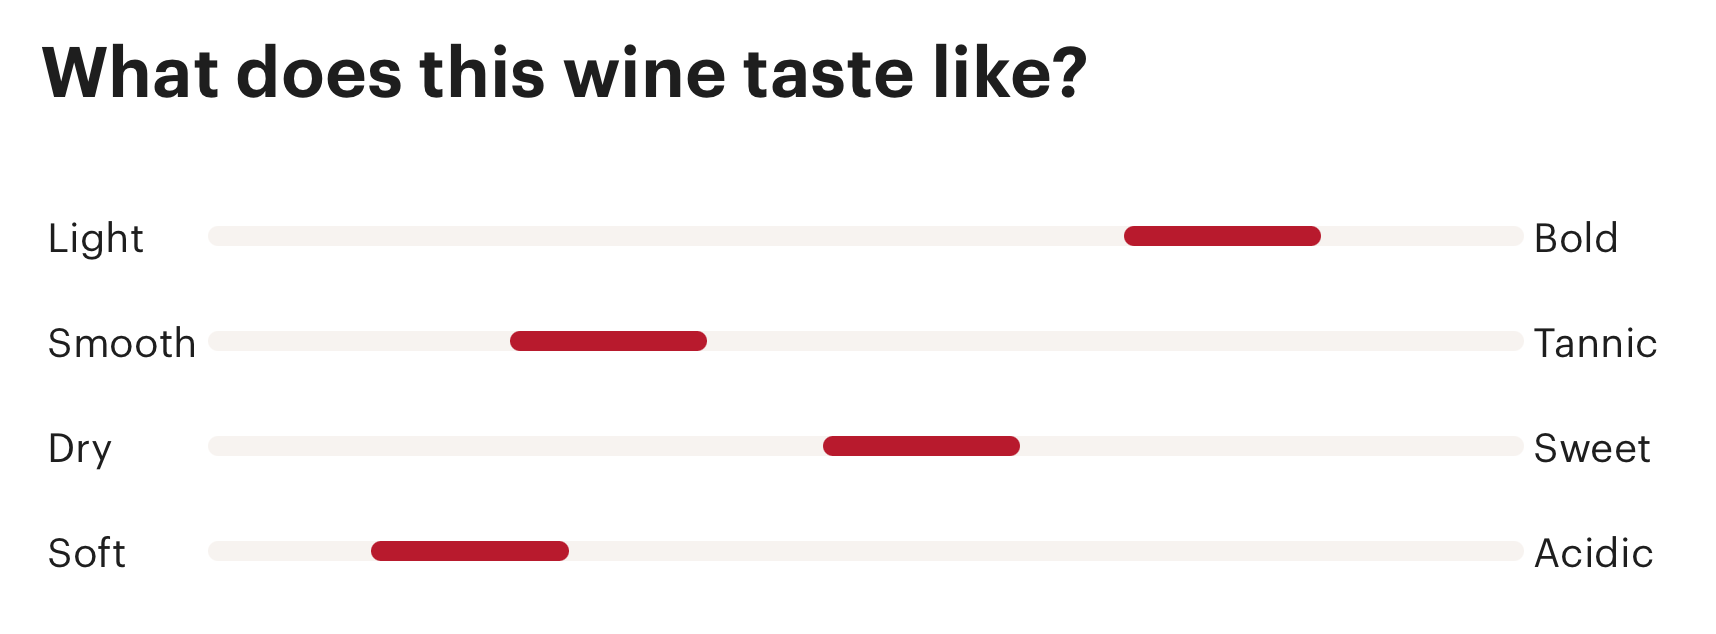 What does this wine taste like?
Light Bold
Smooth Tannic
Dry Sweet
Soft Acidic